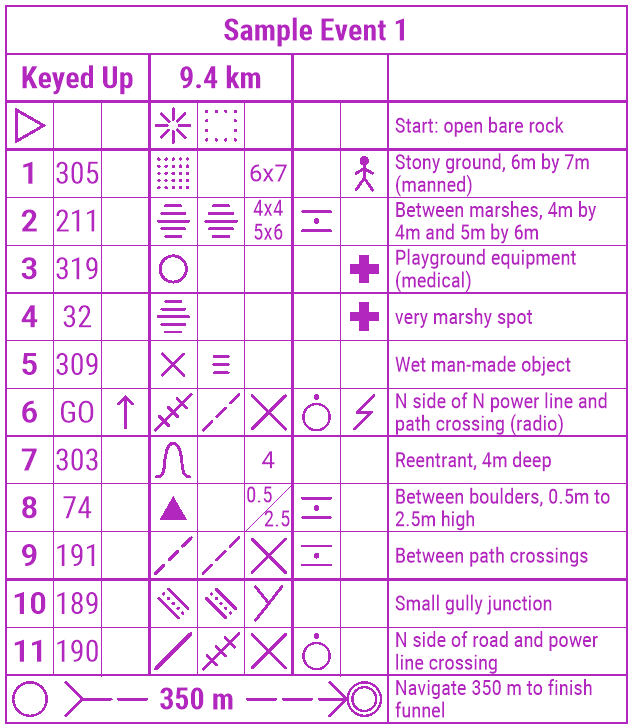 Sample Event 1
Keyed Up 9.4 km
Start: open bare rock
1 305 6x7 Stony ground, 6m by 7m
(manned)
2 211 4x4 Between marshes, 4m by
5x6 4m and 5m by 6m
3 319 Playground equipment
(medical)
4 32 very marshy spot
5 309 Wet man-made object
6 GO N side of N power line and
path crossing (radio)
7 303 4 Reentrant, 4m deep
8 74 0.5 Between boulders, 0.5m to
2.5 2.5m high
9 191 Between path crossings
10 189 Small gully junction
11 190 N side of road and power
line crossing
350 m Navigate 350 m to finish
funnel